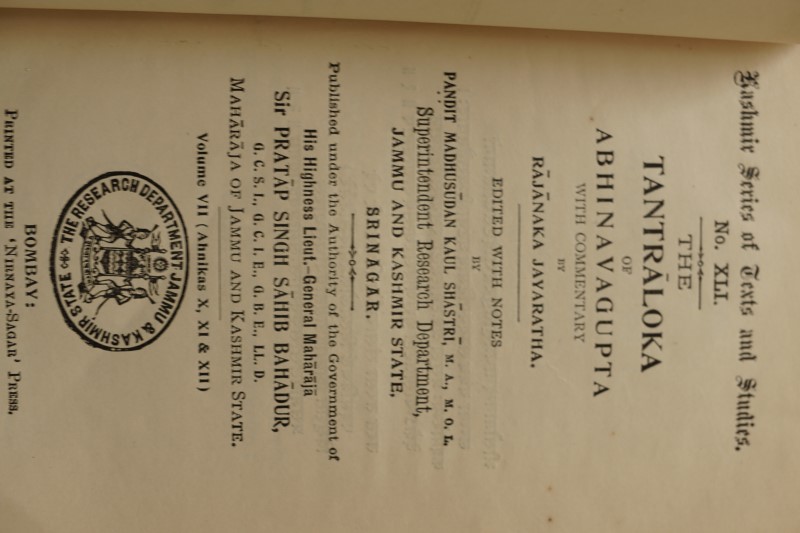 Kashmir Series of Texts and Studies.
No. XLI.
THE
TANTRĀLOKA
OF
ABHINAVAGUPTA
WITH COMMENTARY
BY
RĀJĀNAKA JAYARATHA.
EDITED WITH NOTES
BY
PANDIT MADHUSŪDAN KAUL SHĀSTRĪ, M. A., M. O. L,
Superintendent Research Department,
JAMMU AND KASHMIR STATE,
SRINAGAR.
Published under the Authority of the Government of
His Highness Lieut.-General Mahārājā
Sir PRATĀP SINGH SĀHIB BAHĀDUR,
G. C. S. I., G. C. I. E., G. B. E., LL. D.
MAHĀRĀJA OF JAMMU AND KASHMIR STATE.
Volume VII (Ahnikas X, XI & XII)
THE RESEARCH DEPARTMENT JAMMU & KASHMIR STATE
BOMBAY:
PRINTED AT THE 'NIRNAYA-SAGAR' PRESS.